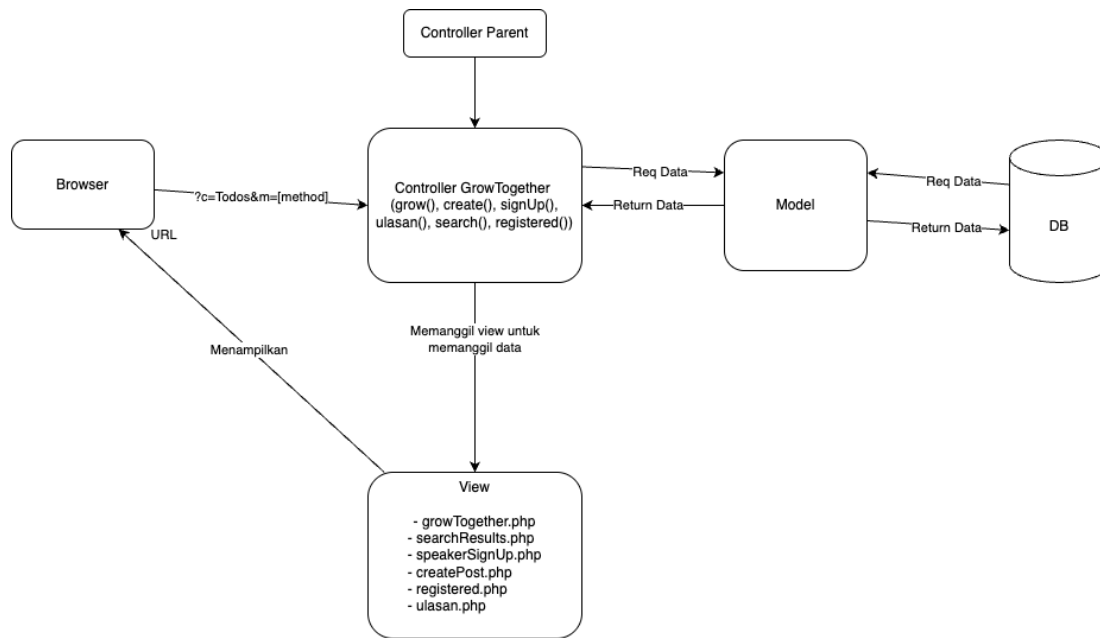 Controller Parent
Browser
?c=Todos&m=[method]
URL
Controller GrowTogether
(grow(), create(), signUp(),
ulasan(), search(), registered())
Req Data
Return Data
Model
Req Data
Return Data
DB
Memanggil view untuk
memanggil data
Menampilkan
View
- growTogether.php
- searchResults.php
- speakerSignUp.php
- createPost.php
- registered.php
- ulasan.php